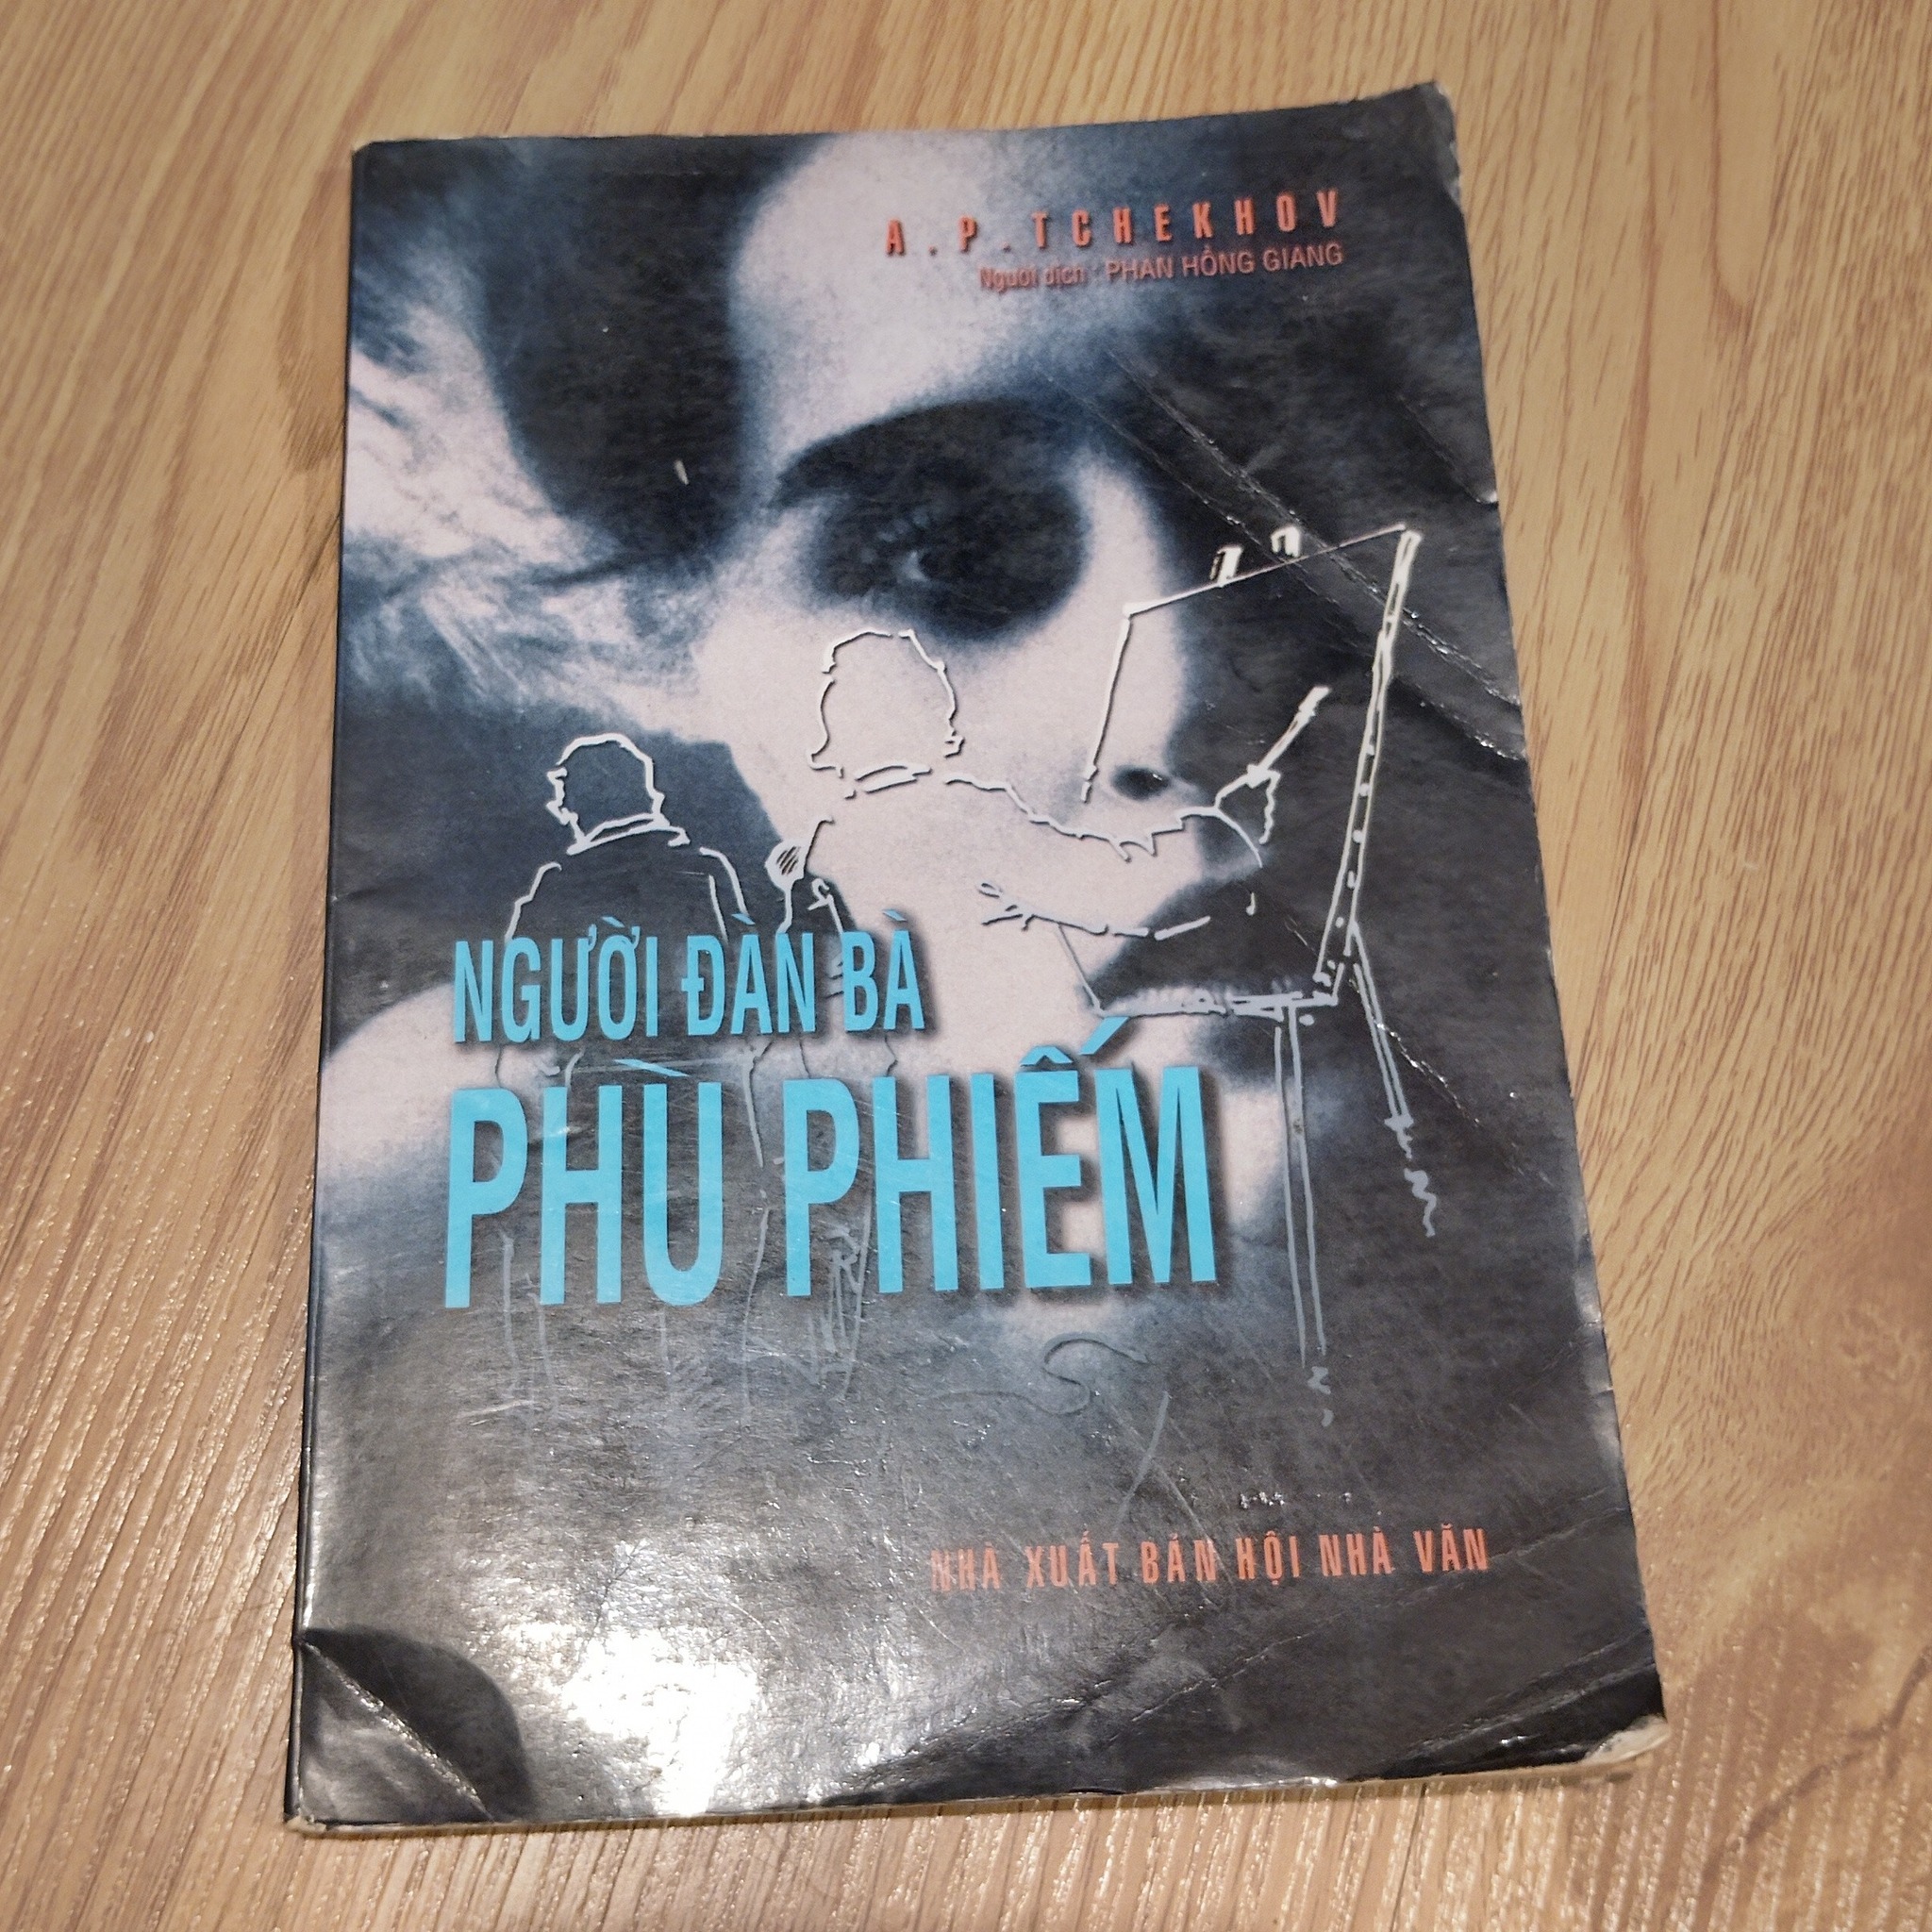 A.P.TCHEKHOV
Người dịch : PHAN HỒNG GIANG
NGƯỜI ĐÀN BÀ
PHÙ PHIẾM
NHÀ XUẤT BẢN HỘI NHÀ VĂN